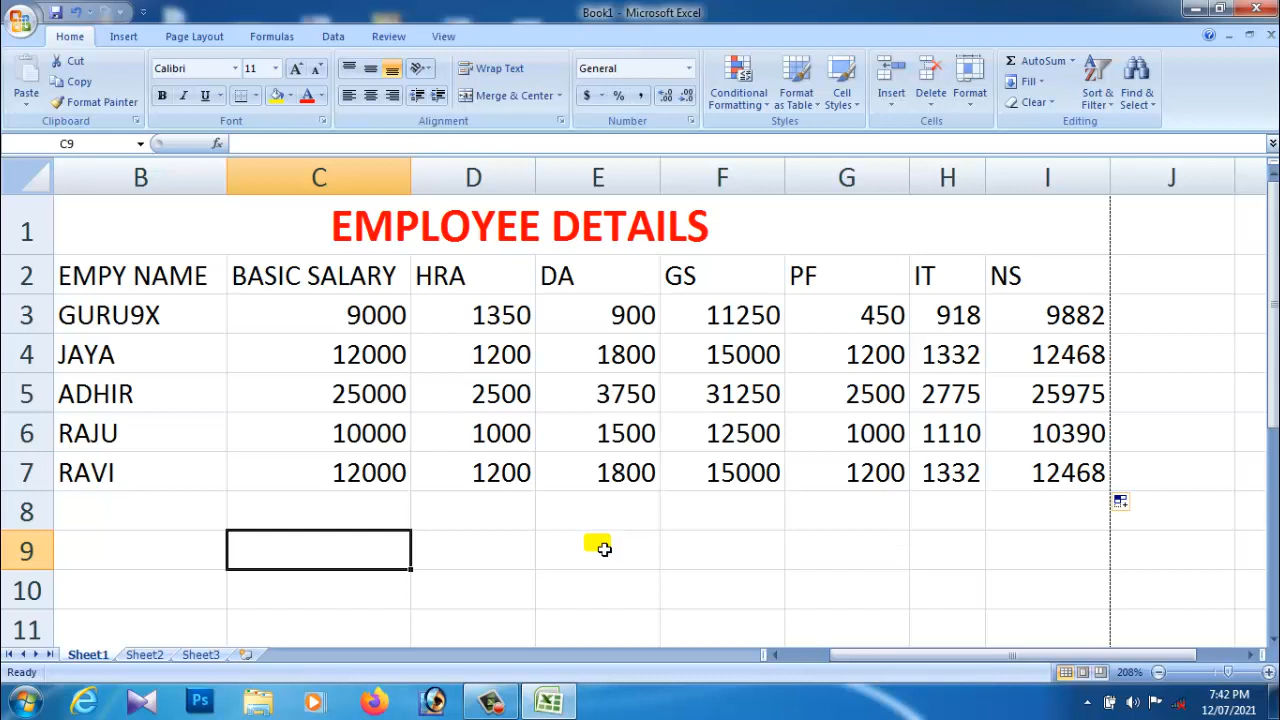 Book1 - Microsoft Excel
Home Insert Page Layout Formulas Data Review View
Cut
Copy
Format Painter
Paste
Clipboard
Calibri 11
B I U
Font
Wrap Text
Merge & Center
Alignment
General
$ % ,
Number
Conditional Formatting
Format as Table
Cell Styles
Styles
Insert Delete Format
Cells
Σ AutoSum
Fill
Clear
Sort & Filter
Find & Select
Editing
C9 fx
B C D E F G H I J
1 EMPLOYEE DETAILS
2 EMPY NAME BASIC SALARY HRA DA GS PF IT NS
3 GURU9X 9000 1350 900 11250 450 918 9882
4 JAYA 12000 1200 1800 15000 1200 1332 12468
5 ADHIR 25000 2500 3750 31250 2500 2775 25975
6 RAJU 10000 1000 1500 12500 1000 1110 10390
7 RAVI 12000 1200 1800 15000 1200 1332 12468
8
9
10
11
Sheet1 Sheet2 Sheet3
Ready 208%
Ps
7:42 PM
12/07/2021